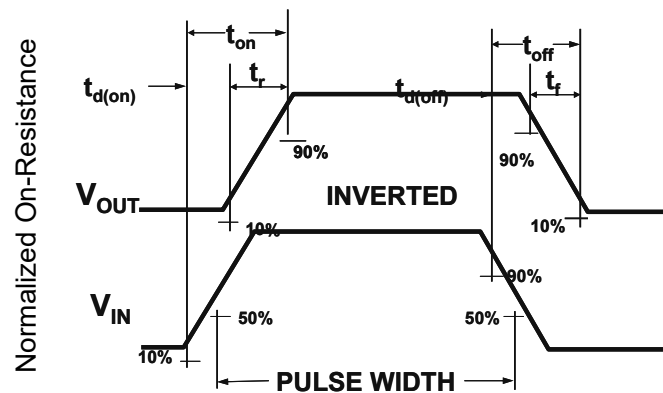 Normalized On-Resistance
ton
toff
td(on)
tr
td(off)
tf
90%
90%
VOUT
INVERTED
10%
10%
90%
VIN
50%
50%
10%
PULSE WIDTH